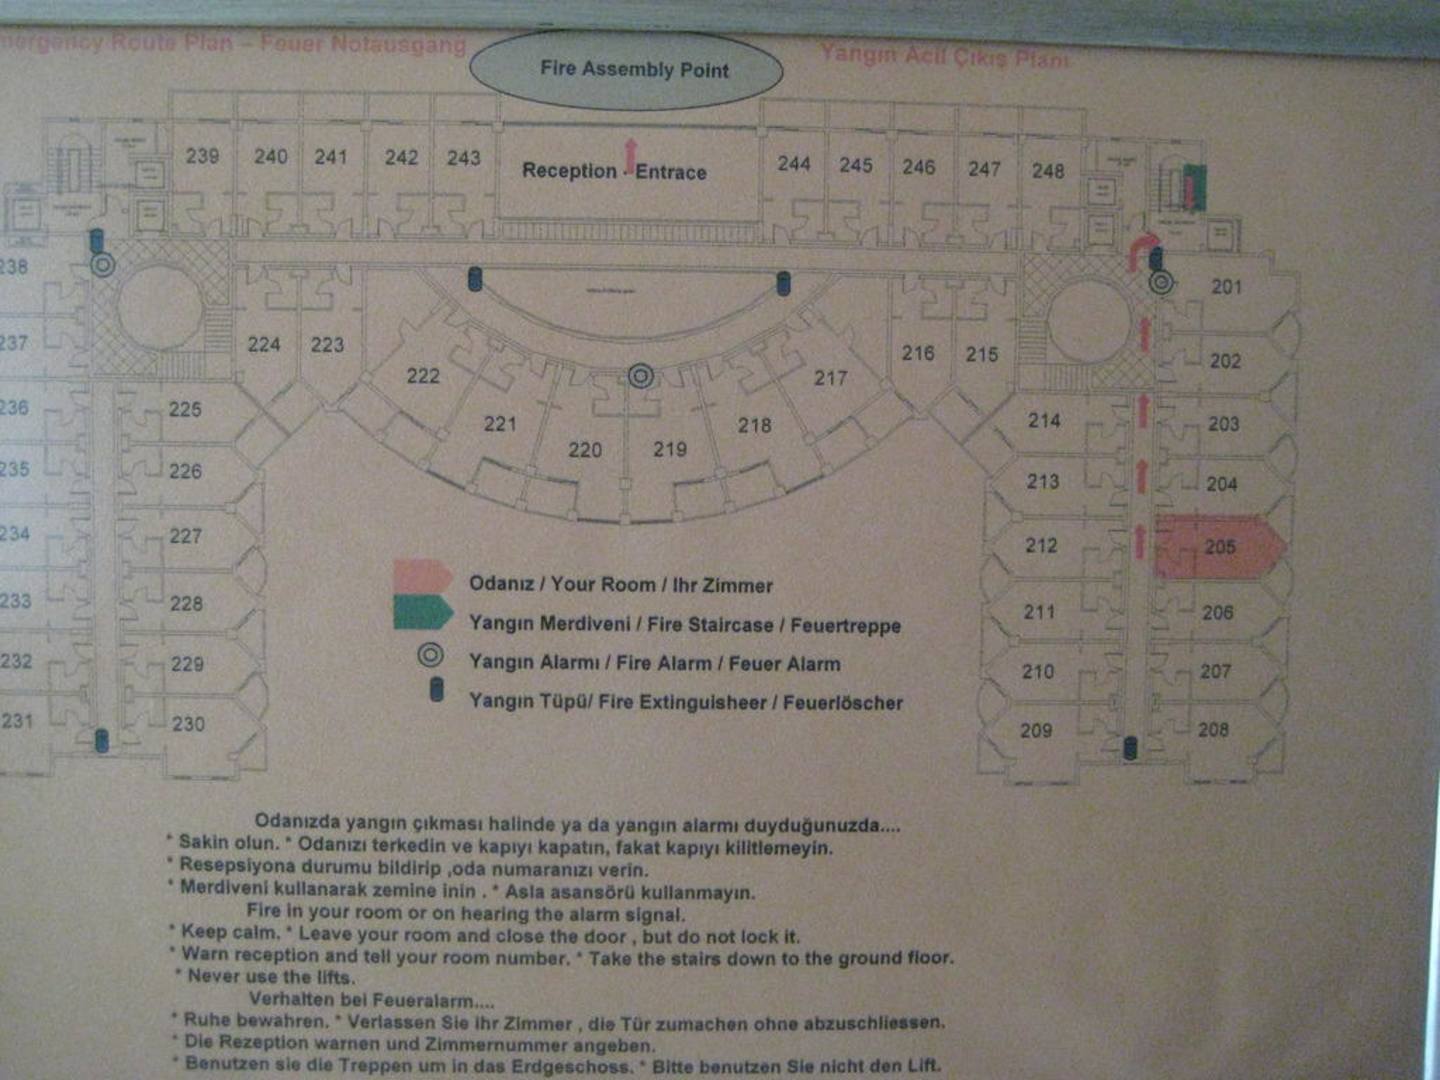 mergency Route Plan – Feuer Notausgang
Fire Assembly Point
Yangın Acil Çıkış Planı
239 240 241 242 243
Reception - Entrace
244 245 246 247 248
238
201
237
224 223
222
221
220
219
218
217
216
215
202
236
225
214
203
235
226
213
204
234
227
212
205
233
228
211
206
232
229
210
207
231
230
209
208
Odanız / Your Room / Ihr Zimmer
Yangın Merdiveni / Fire Staircase / Feuertreppe
Yangın Alarmı / Fire Alarm / Feuer Alarm
Yangın Tüpü/ Fire Extinguisheer / Feuerlöscher
Odanızda yangın çıkması halinde ya da yangın alarmı duyduğunuzda....
* Sakin olun. * Odanızı terkedin ve kapıyı kapatın, fakat kapıyı kilitlemeyin.
* Resepsiyona durumu bildirip ,oda numaranızı verin.
* Merdiveni kullanarak zemine inin . * Asla asansörü kullanmayın.
Fire in your room or on hearing the alarm signal.
* Keep calm. * Leave your room and close the door , but do not lock it.
* Warn reception and tell your room number. * Take the stairs down to the ground floor.
* Never use the lifts.
Verhalten bei Feueralarm....
* Ruhe bewahren. * Verlassen Sie ihr Zimmer , die Tür zumachen ohne abzuschliessen.
* Die Rezeption warnen und Zimmernummer angeben.
* Benutzen sie die Treppen um in das Erdgeschoss. * Bitte benutzen Sie nicht den Lift.